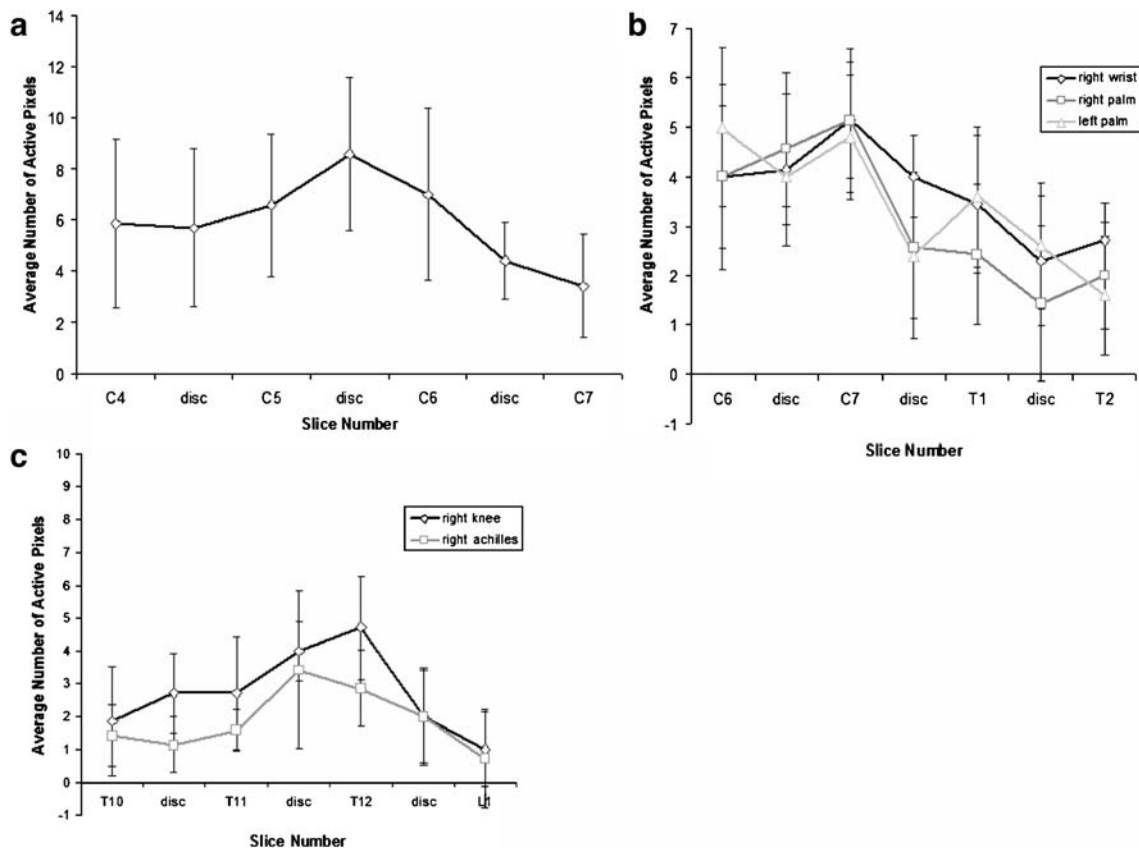 a
Average Number of Active Pixels
14
12
10
8
6
4
2
0
C4 disc C5 disc C6 disc C7
Slice Number
b
Average Number of Active Pixels
7
6
5
4
3
2
1
0
-1
right wrist
right palm
left palm
C6 disc C7 disc T1 disc T2
Slice Number
c
Average Number of Active Pixels
10
9
8
7
6
5
4
3
2
1
0
-1
right knee
right achilles
T10 disc T11 disc T12 disc L1
Slice Number